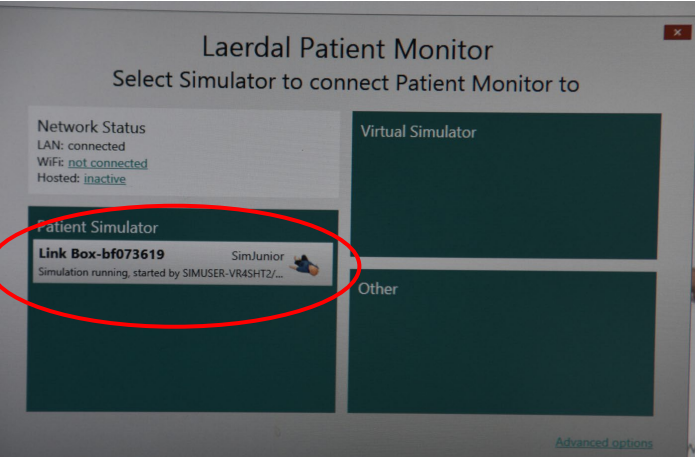 Laerdal Patient Monitor
Select Simulator to connect Patient Monitor to
Network Status
LAN: connected
WiFi: not connected
Hosted: inactive
Virtual Simulator
Patient Simulator
Link Box-bf073619 SimJunior
Simulation running, started by SIMUSER-VR4SHT2/...
Other
Advanced options